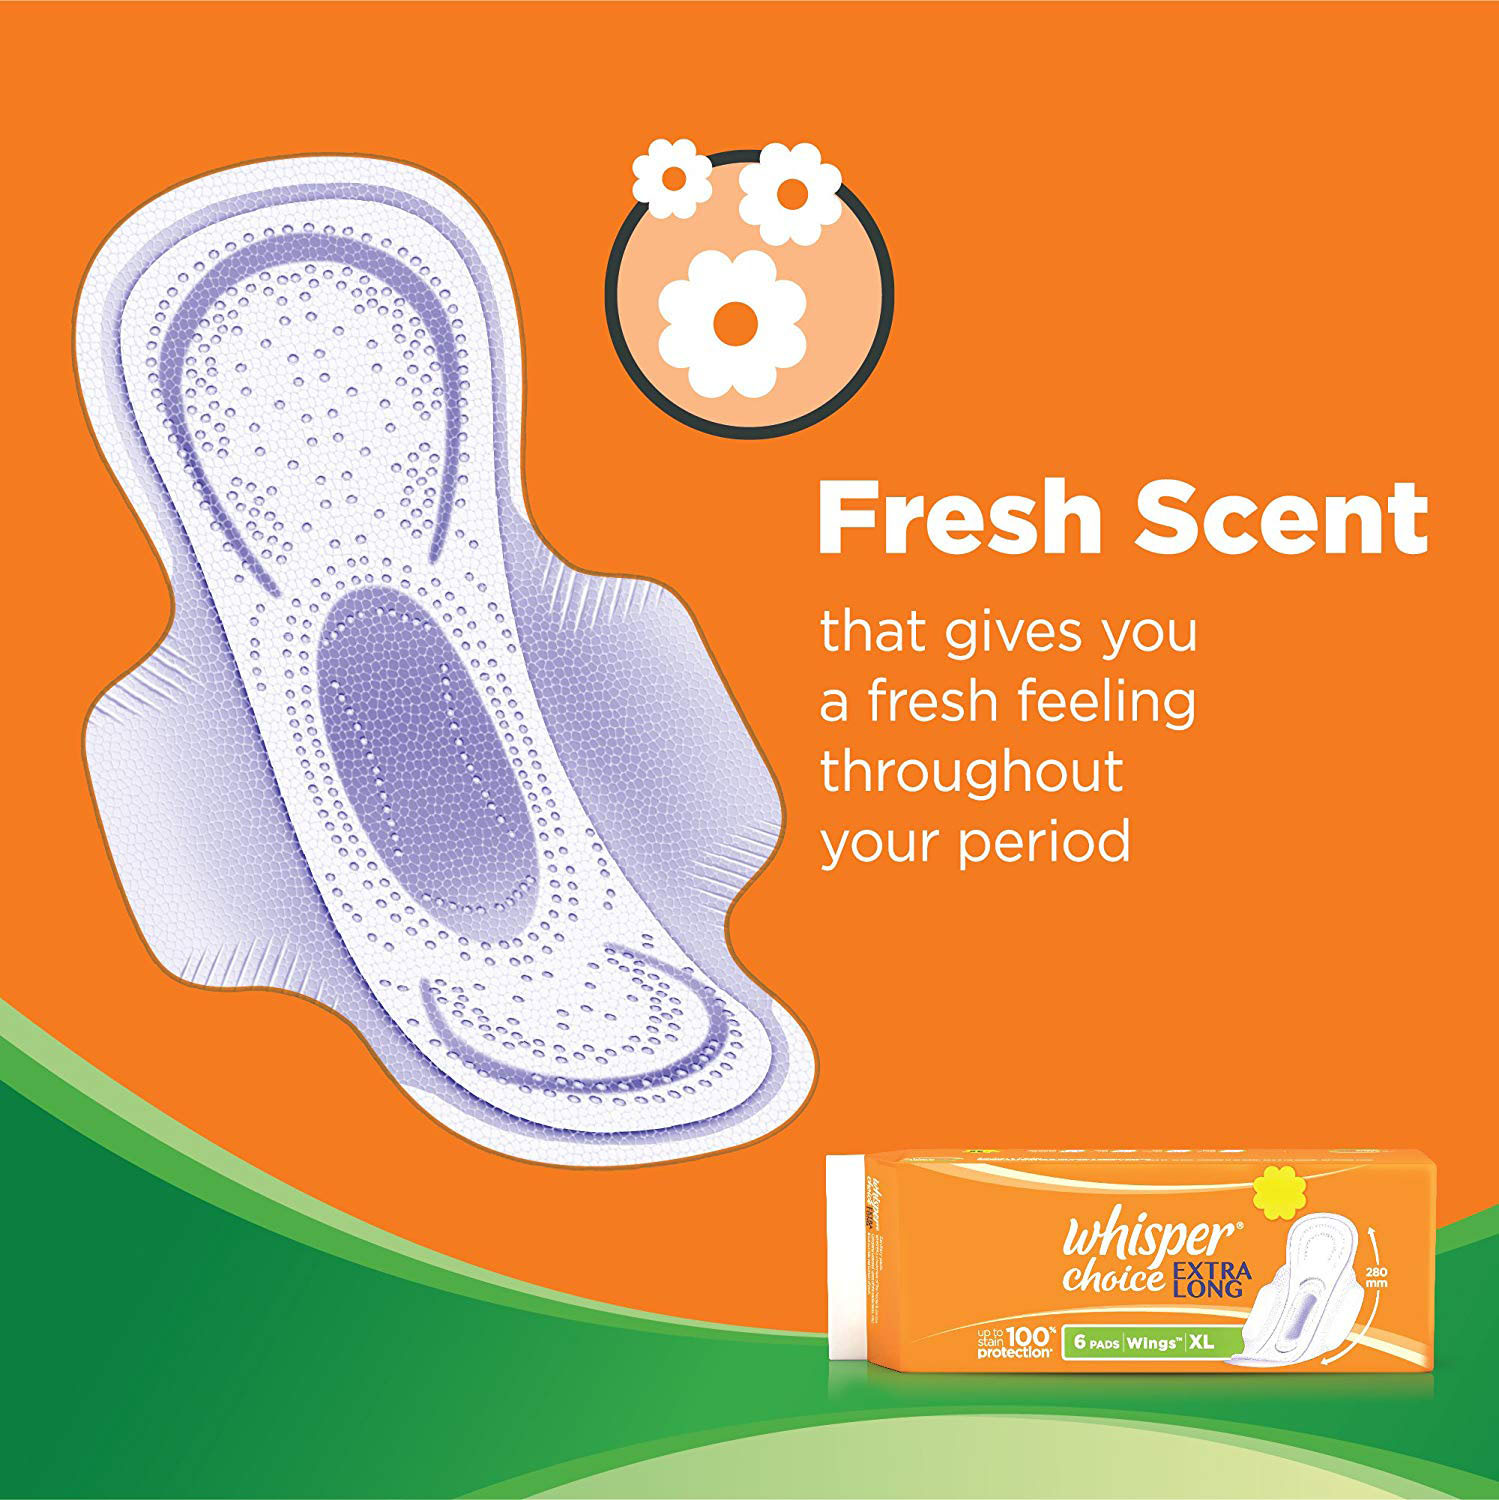 Fresh Scent
that gives you
a fresh feeling
throughout
your period
whisper®
choice EXTRA
LONG
280
mm
up to
stain 100%
protection*
6 PADS | Wings™ | XL